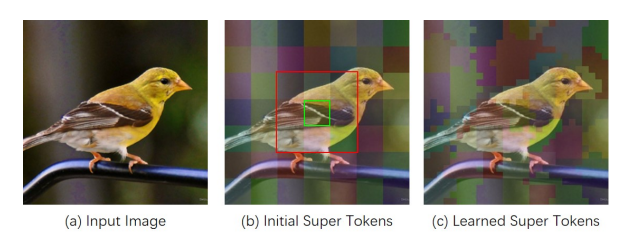 (a) Input Image
(b) Initial Super Tokens
(c) Learned Super Tokens